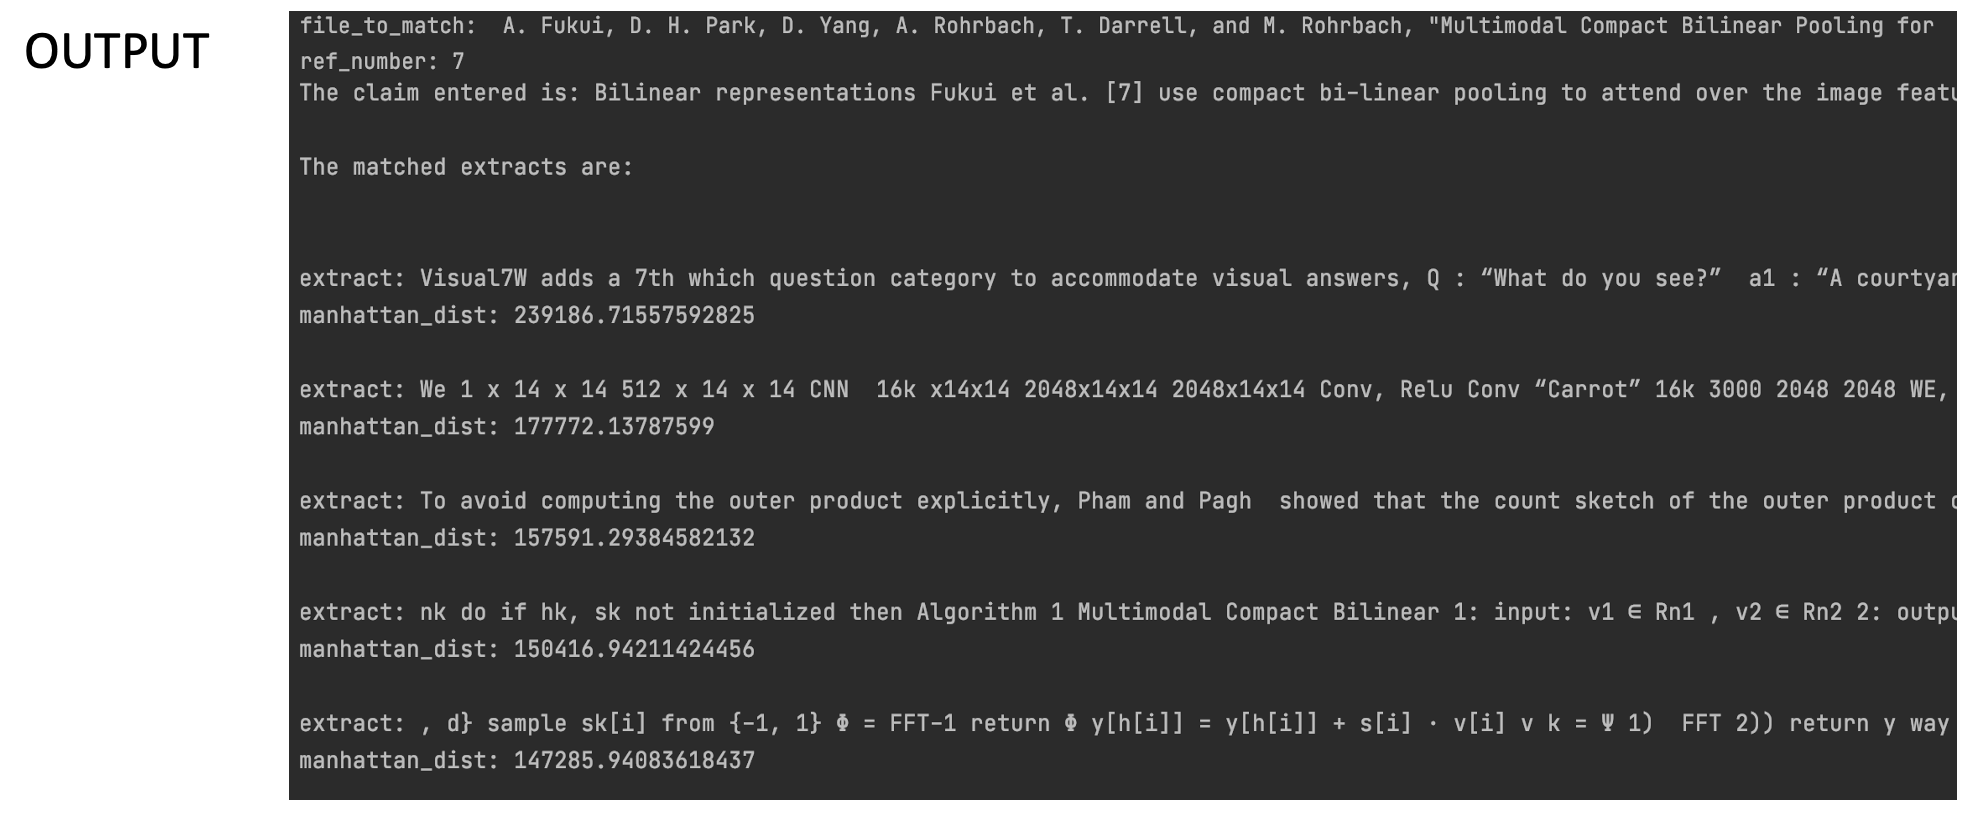 OUTPUT
file_to_match:  A. Fukui, D. H. Park, D. Yang, A. Rohrbach, T. Darrell, and M. Rohrbach, "Multimodal Compact Bilinear Pooling for
ref_number: 7
The claim entered is: Bilinear representations Fukui et al. [7] use compact bi-linear pooling to attend over the image featu
The matched extracts are:
extract: Visual7W adds a 7th which question category to accommodate visual answers, Q : “What do you see?”  a1 : “A courtyar
manhattan_dist: 239186.71557592825
extract: We 1 x 14 x 14 512 x 14 x 14 CNN  16k x14x14 2048x14x14 2048x14x14 Conv, Relu Conv “Carrot” 16k 3000 2048 2048 WE,
manhattan_dist: 177772.13787599
extract: To avoid computing the outer product explicitly, Pham and Pagh  showed that the count sketch of the outer product
manhattan_dist: 157591.29384582132
extract: nk do if hk, sk not initialized then Algorithm 1 Multimodal Compact Bilinear 1: input: v1 ∈ Rn1 , v2 ∈ Rn2 2: outpu
manhattan_dist: 150416.94211424456
extract: , d} sample sk[i] from {-1, 1} Φ = FFT-1 return Φ y[h[i]] = y[h[i]] + s[i] · v[i] v k = Ψ 1)  FFT 2)) return y way
manhattan_dist: 147285.94083618437